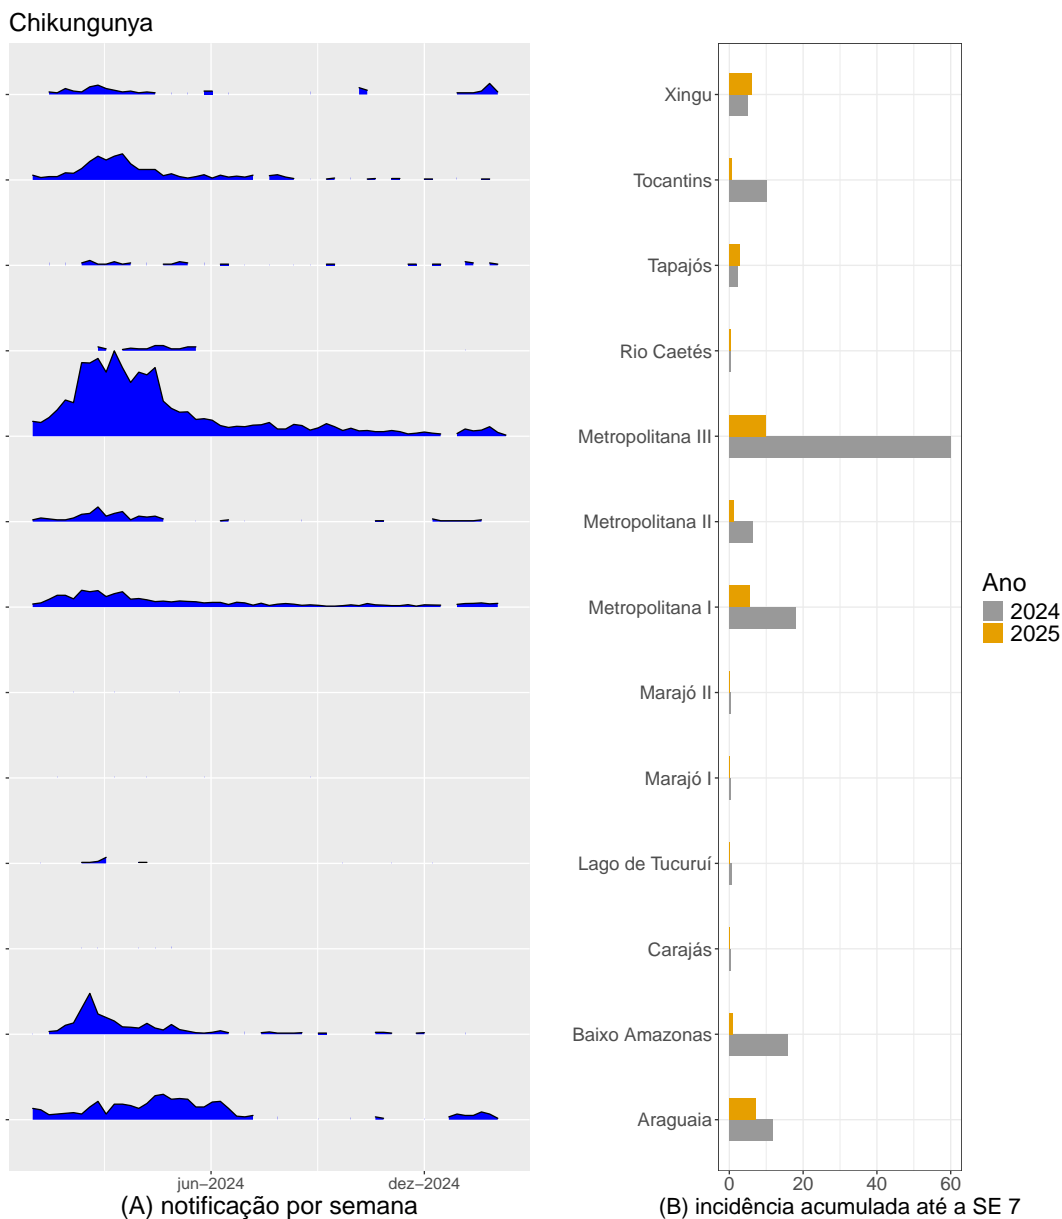 Chikungunya
Xingu
Tocantins
Tapajós
Rio Caetés
Metropolitana III
Metropolitana II
Metropolitana I
Marajó II
Marajó I
Lago de Tucuruí
Carajás
Baixo Amazonas
Araguaia
Ano
2024
2025
jun−2024
dez−2024
0
20
40
60
(A) notificação por semana
(B) incidência acumulada até a SE 7